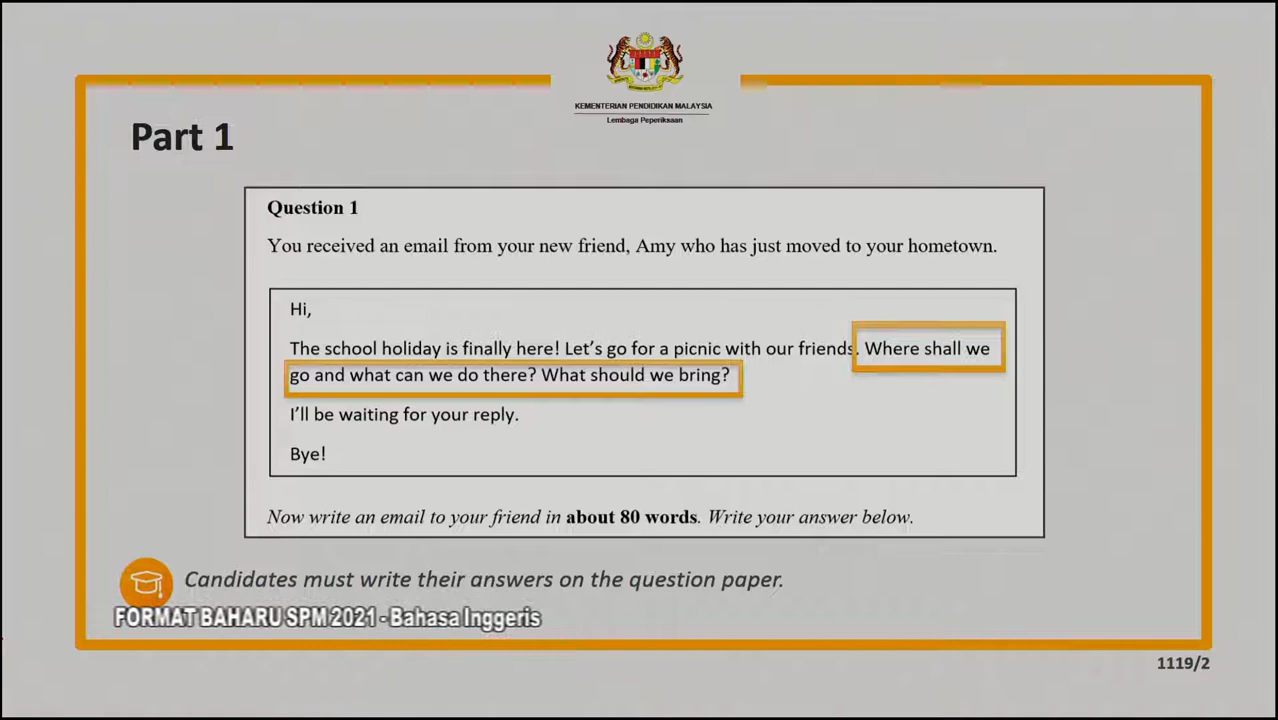 KEMENTERIAN PENDIDIKAN MALAYSIA
Lembaga Peperiksaan
Part 1
Question 1
You received an email from your new friend, Amy who has just moved to your hometown.
Hi,
The school holiday is finally here! Let's go for a picnic with our friends. Where shall we
go and what can we do there? What should we bring?
I'll be waiting for your reply.
Bye!
Now write an email to your friend in about 80 words. Write your answer below.
Candidates must write their answers on the question paper.
FORMAT BAHARU SPM 2021 - Bahasa Inggeris
1119/2